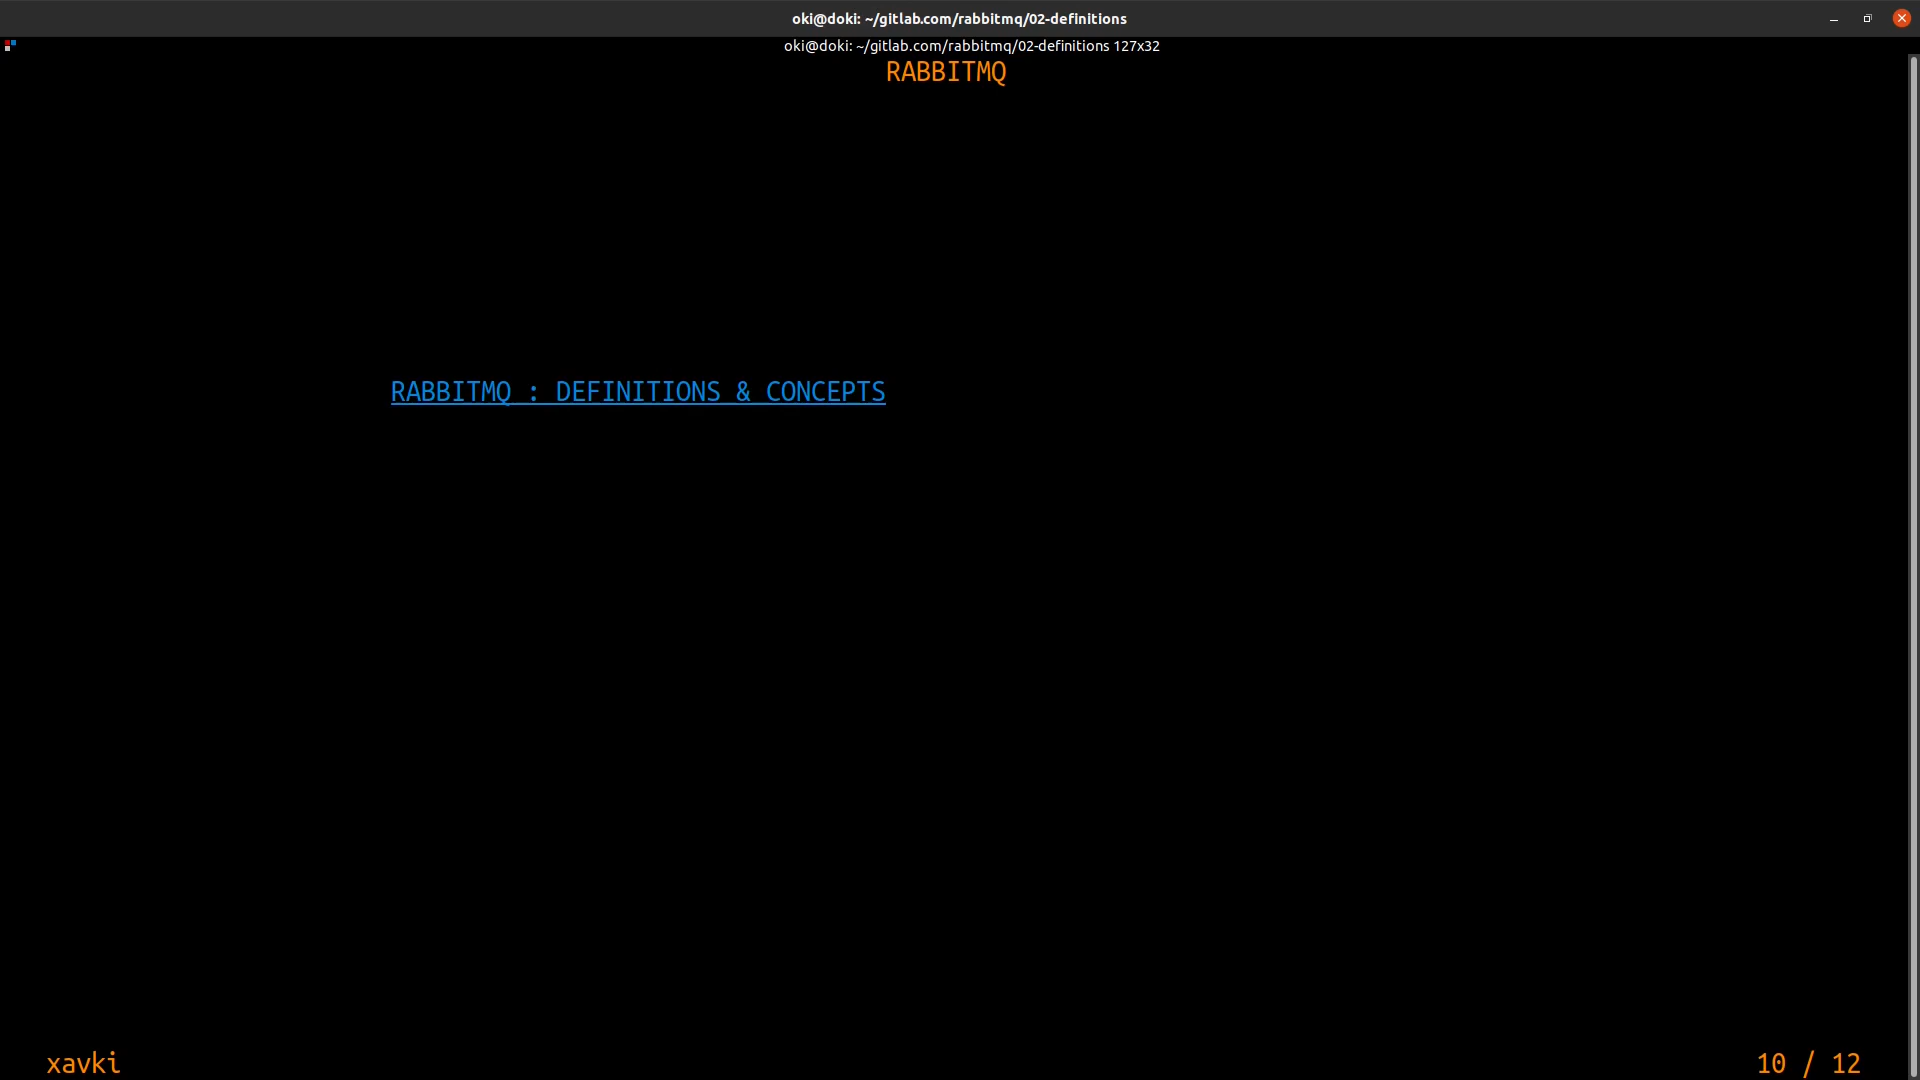 oki@doki: ~/gitlab.com/rabbitmq/02-definitions
oki@doki: ~/gitlab.com/rabbitmq/02-definitions 127x32
RABBITMQ
RABBITMQ : DEFINITIONS & CONCEPTS
xavki
10 / 12